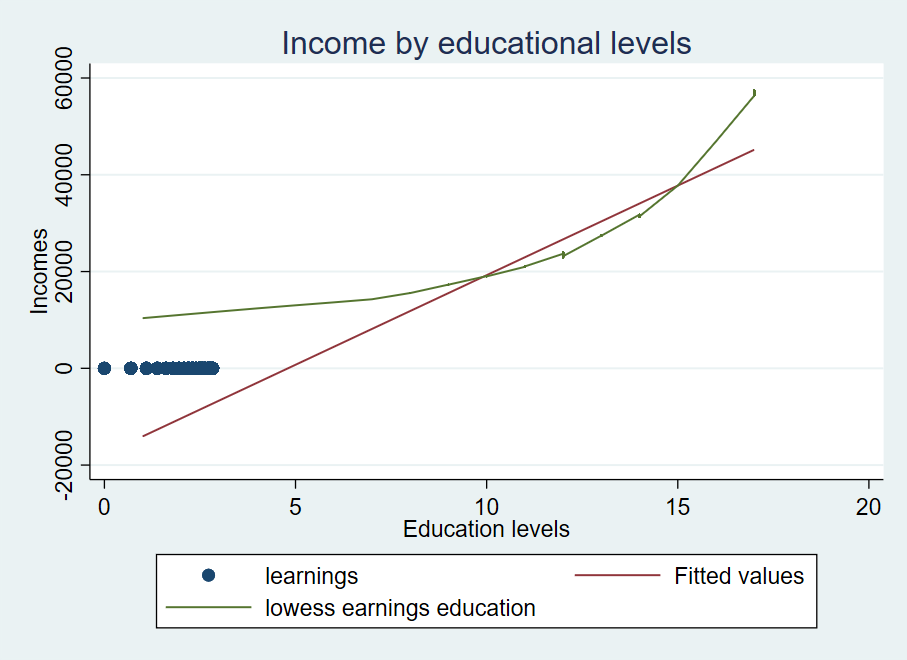 Income by educational levels
60000
40000
20000
0
-20000
Incomes
0 5 10 15 20
Education levels
learnings Fitted values
lowess earnings education